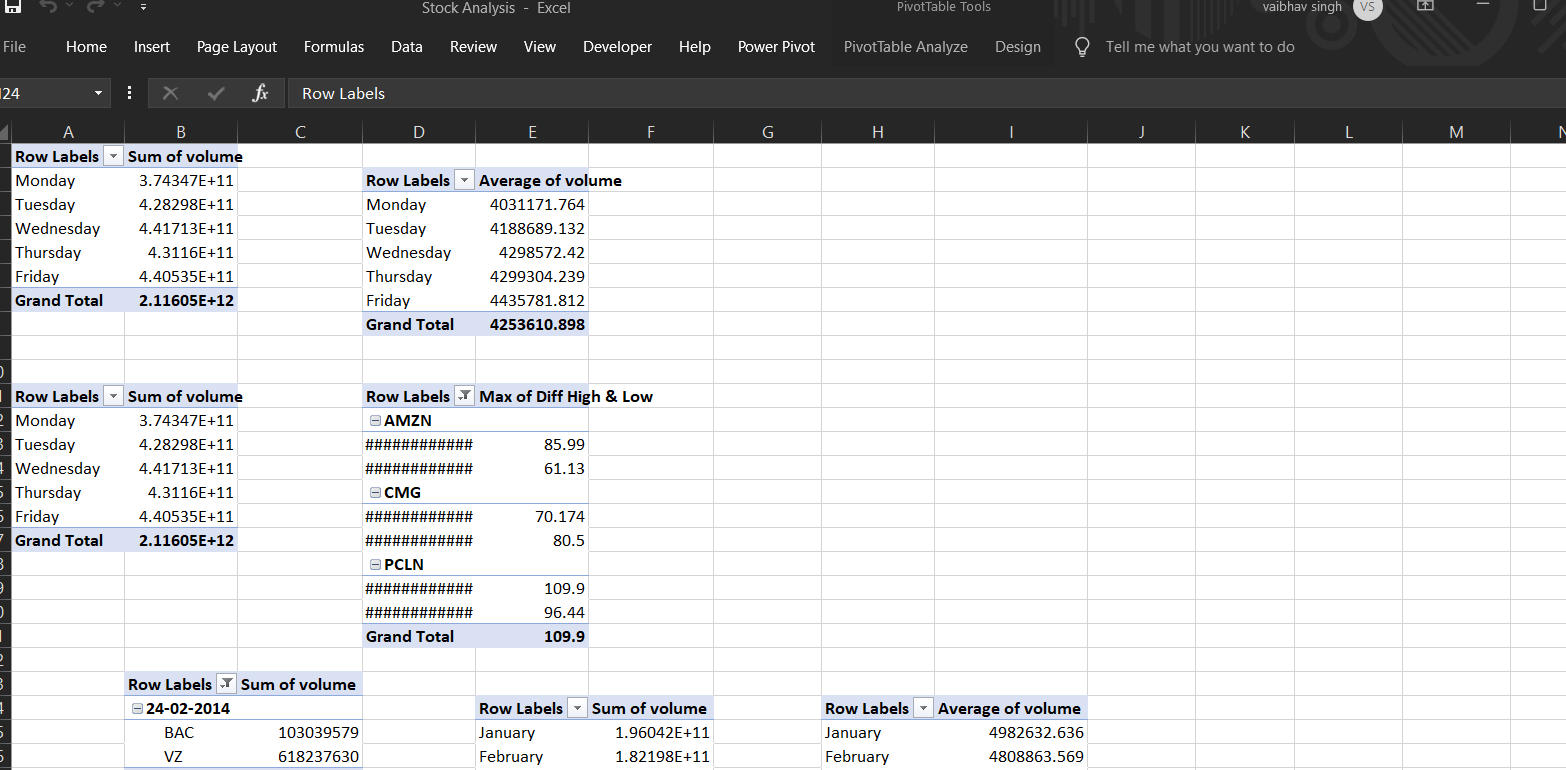 Stock Analysis - Excel PivotTable Tools vaibhav singh VS
File Home Insert Page Layout Formulas Data Review View Developer Help Power Pivot PivotTable Analyze Design Tell me what you want to do
24 fx Row Labels
A B C D E F G H I J K L M N
Row Labels Sum of volume
Monday 3.74347E+11 Row Labels Average of volume
Tuesday 4.28298E+11 Monday 4031171.764
Wednesday 4.41713E+11 Tuesday 4188689.132
Thursday 4.3116E+11 Wednesday 4298572.42
Friday 4.40535E+11 Thursday 4299304.239
Grand Total 2.11605E+12 Friday 4435781.812
Grand Total 4253610.898
Row Labels Sum of volume Row Labels Max of Diff High & Low
Monday 3.74347E+11 AMZN
Tuesday 4.28298E+11 ############ 85.99
Wednesday 4.41713E+11 ############ 61.13
Thursday 4.3116E+11 CMG
Friday 4.40535E+11 ############ 70.174
Grand Total 2.11605E+12 ############ 80.5
PCLN
############ 109.9
############ 96.44
Grand Total 109.9
Row Labels Sum of volume
24-02-2014 Row Labels Sum of volume Row Labels Average of volume
BAC 103039579 January 1.96042E+11 January 4982632.636
VZ 618237630 February 1.82198E+11 February 4808863.569